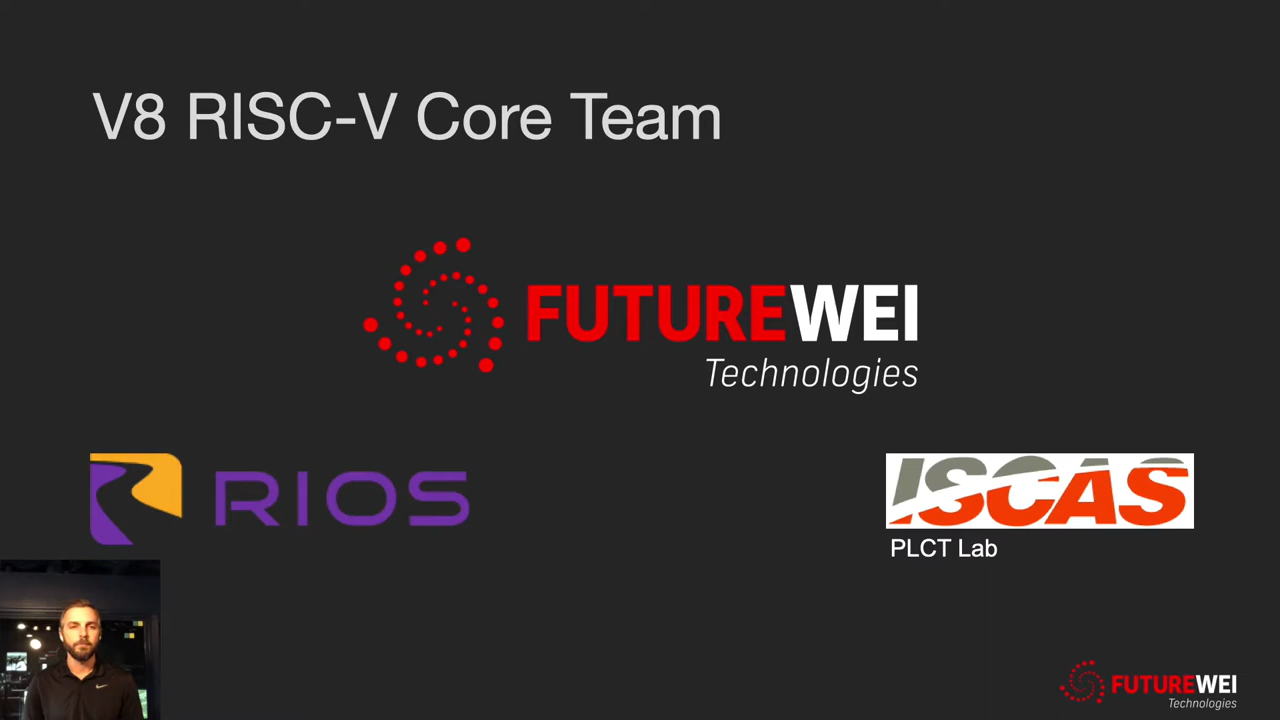 V8 RISC-V Core Team
FUTUREWEI
Technologies
RIOS
ISCAS
PLCT Lab
FUTUREWEI
Technologies